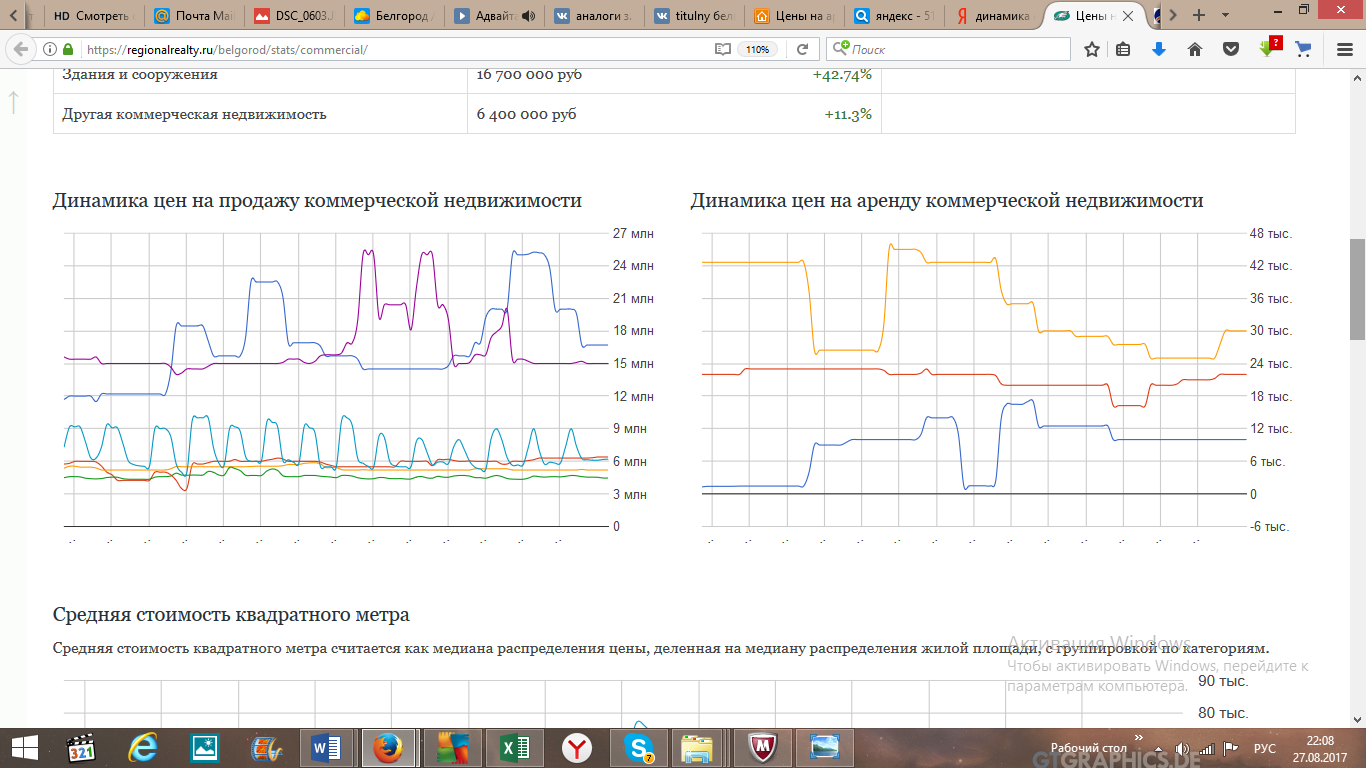 HD Смотреть
Почта Mail
DSC_0603.
Белгород
Адвайт
аналоги з.
titulny бел
Цены на а
яндекс - 51
динамика
Цены н
https://regionalrealty.ru/belgorod/stats/commercial/
110%
Поиск
?
Здания и сооружения 16 700 000 руб +42.74%
Другая коммерческая недвижимость 6 400 000 руб +11.3%
Динамика цен на продажу коммерческой недвижимости
27 млн
24 млн
21 млн
18 млн
15 млн
12 млн
9 млн
6 млн
3 млн
0
Динамика цен на аренду коммерческой недвижимости
48 тыс.
42 тыс.
36 тыс.
30 тыс.
24 тыс.
18 тыс.
12 тыс.
6 тыс.
0
-6 тыс.
Средняя стоимость квадратного метра
Средняя стоимость квадратного метра считается как медиана распределения цены, деленная на медиану распределения жилой площади, с группировкой по категориям.
90 тыс.
80 тыс.
Активация Windows
Чтобы активировать Windows, перейдите к
параметрам компьютера.
321
7
Рабочий стол
РУС
22:08
27.08.2017
GTGRAPHICS.DE